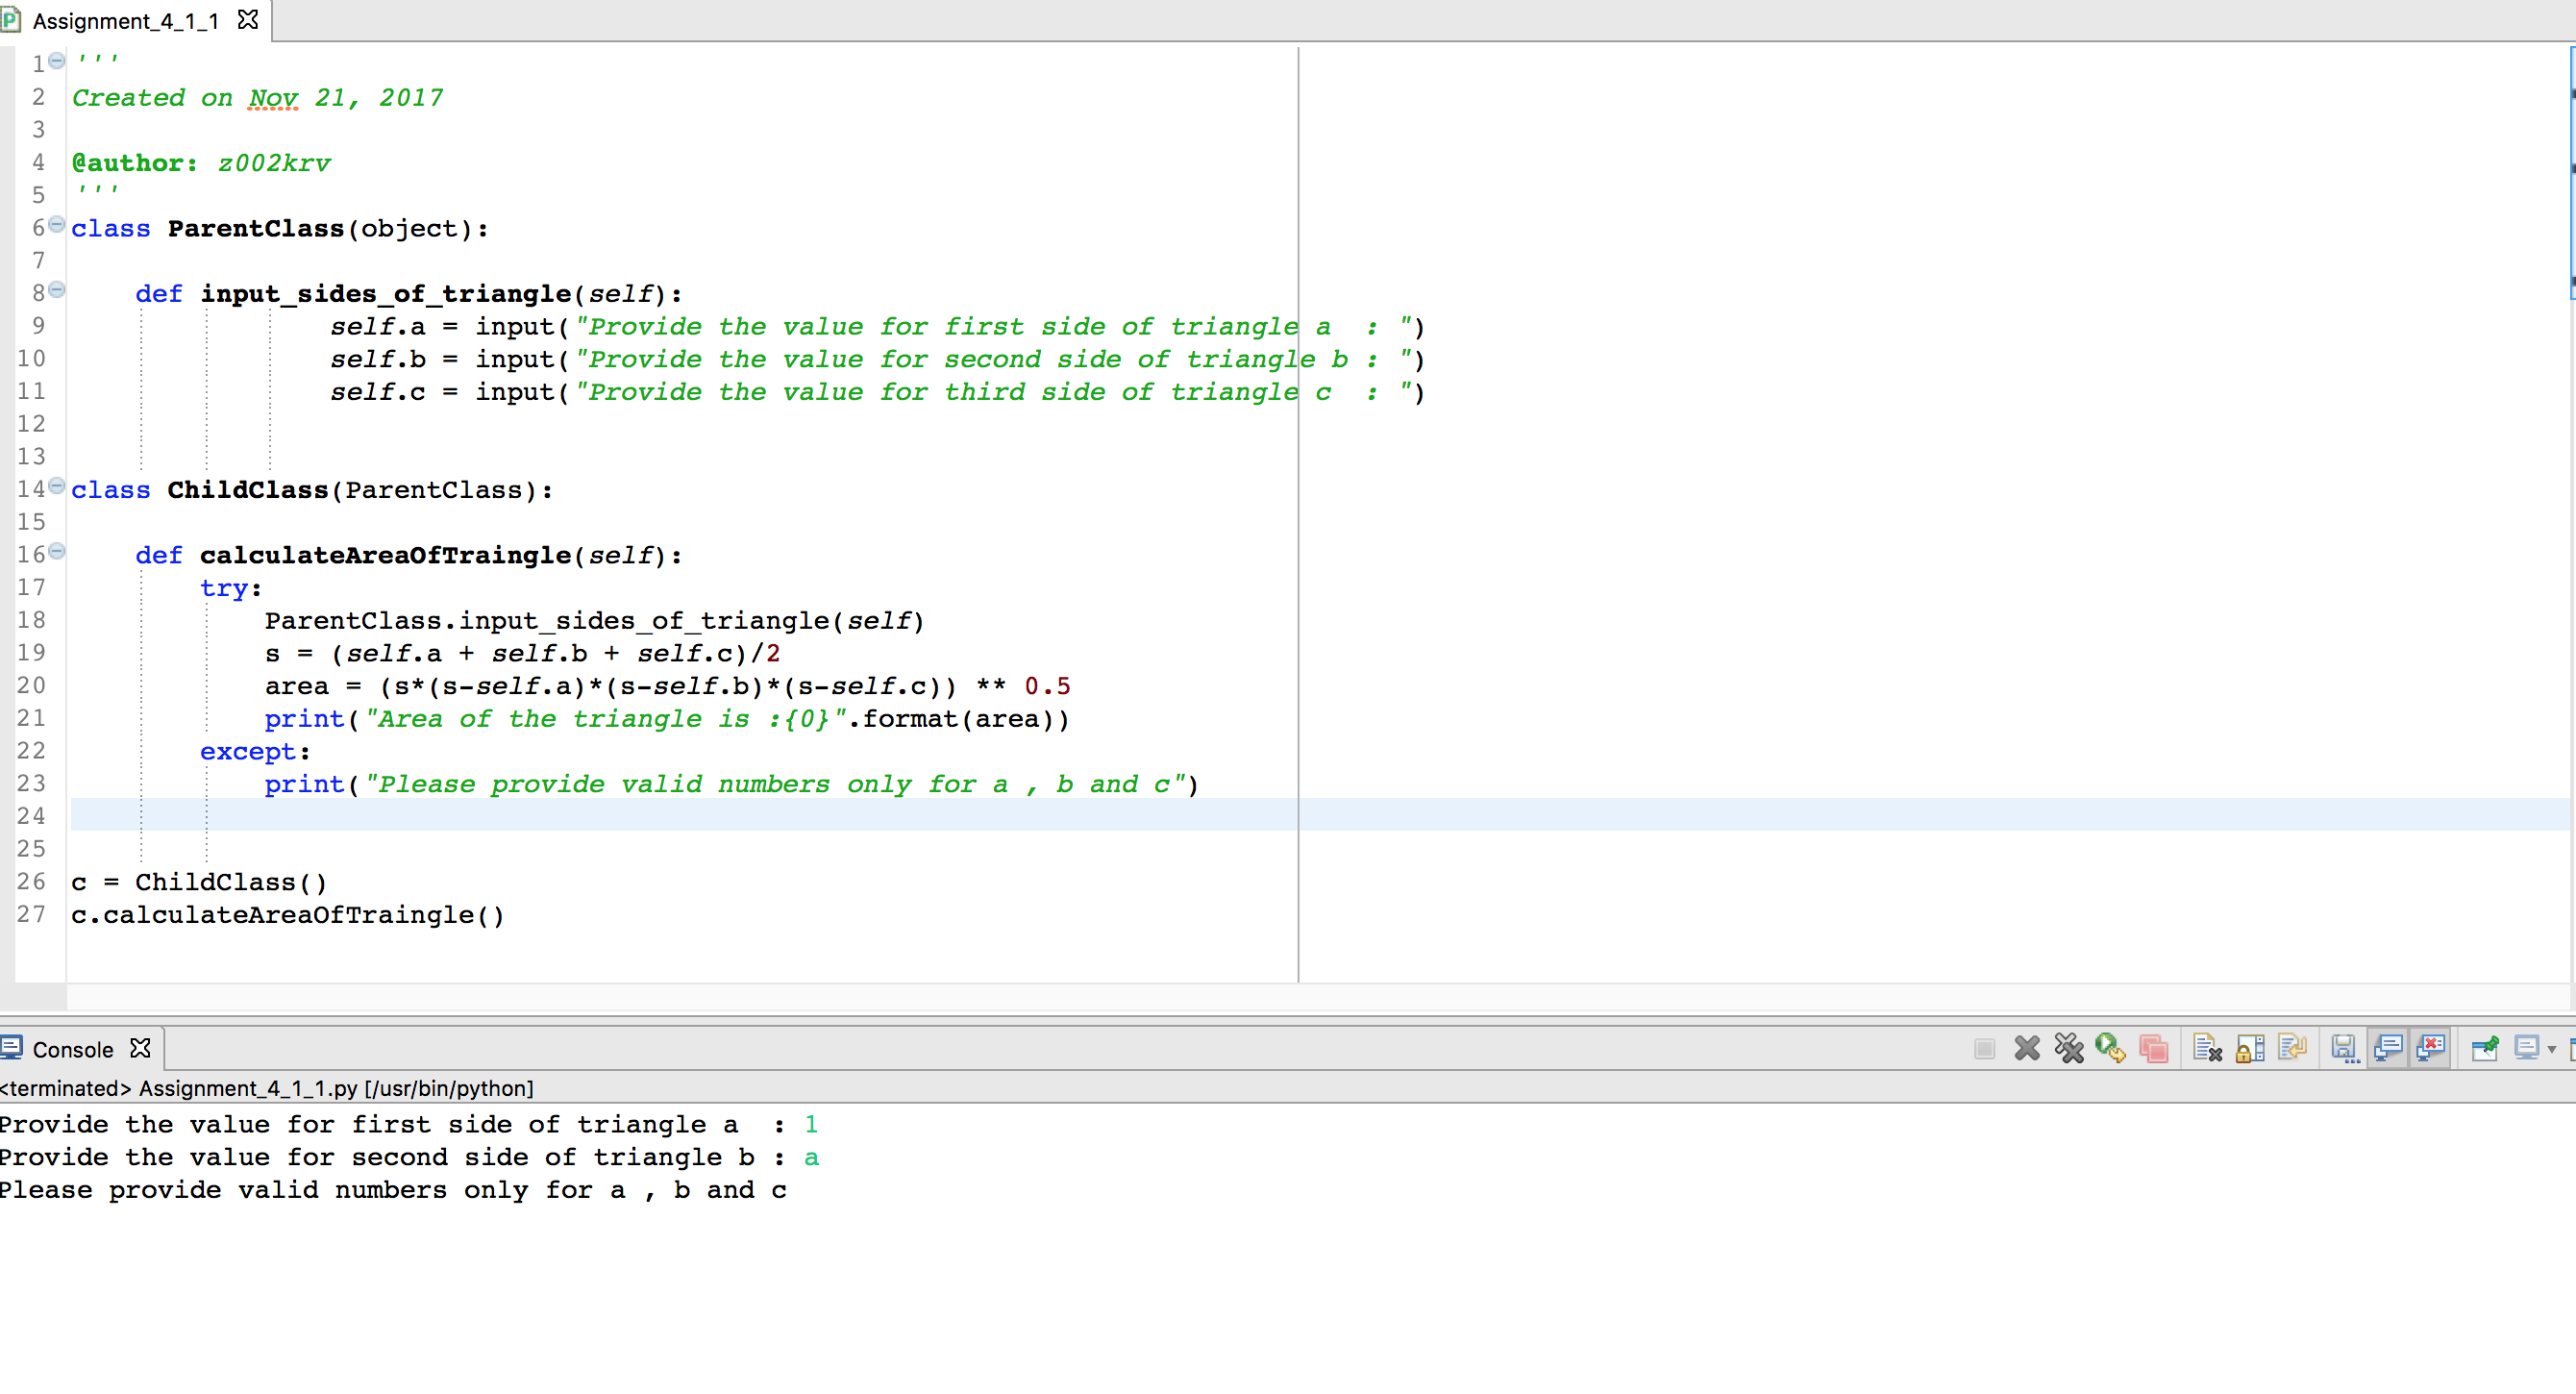 Assignment_4_1_1
1 '''
2 Created on Nov 21, 2017
3
4 @author: z002krv
5 '''
6 class ParentClass(object):
7
8     def input_sides_of_triangle(self):
9                 self.a = input("Provide the value for first side of triangle a  : ")
10                 self.b = input("Provide the value for second side of triangle b : ")
11                 self.c = input("Provide the value for third side of triangle c  : ")
12
13
14 class ChildClass(ParentClass):
15
16     def calculateAreaOfTraingle(self):
17         try:
18             ParentClass.input_sides_of_triangle(self)
19             s = (self.a + self.b + self.c)/2
20             area = (s*(s-self.a)*(s-self.b)*(s-self.c)) ** 0.5
21             print("Area of the triangle is :{0}".format(area))
22         except:
23             print("Please provide valid numbers only for a , b and c")
24
25
26 c = ChildClass()
27 c.calculateAreaOfTraingle()
Console
<terminated> Assignment_4_1_1.py [/usr/bin/python]
Provide the value for first side of triangle a  : 1
Provide the value for second side of triangle b : a
Please provide valid numbers only for a , b and c